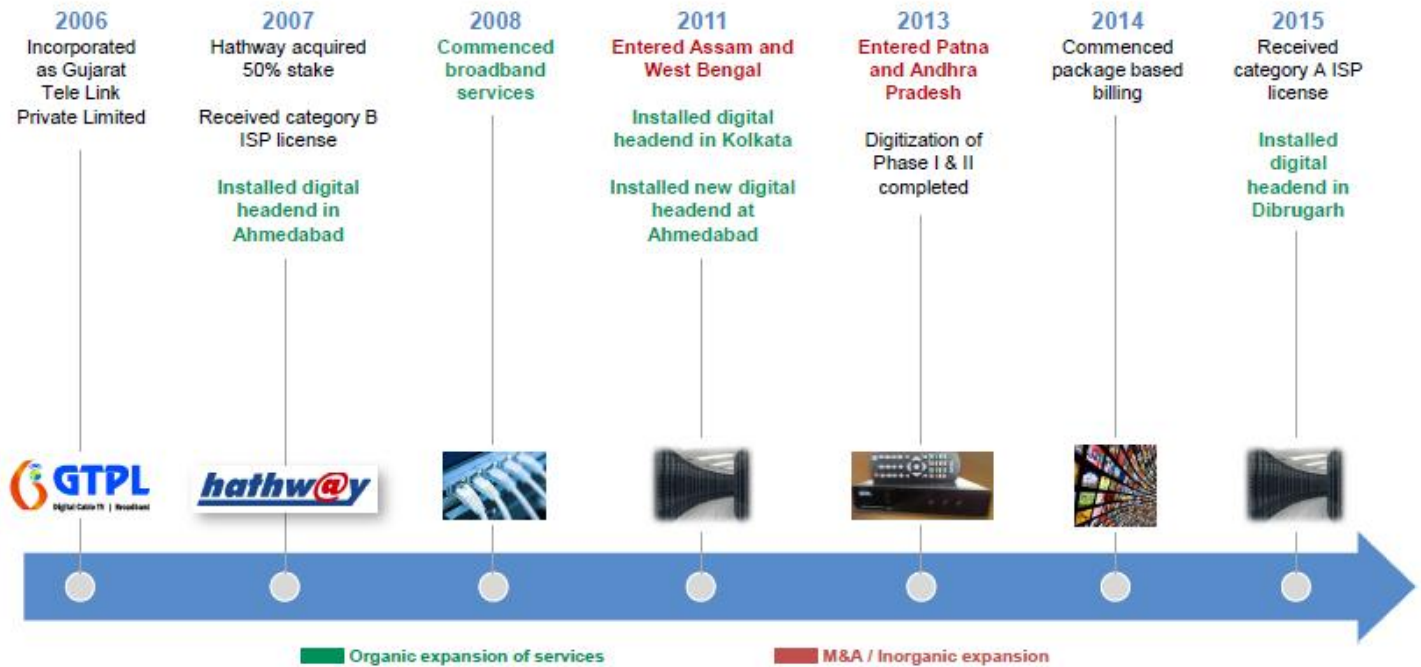 2006
Incorporated
as Gujarat
Tele Link
Private Limited
2007
Hathway acquired
50% stake
Received category B
ISP license
Installed digital
headend in
Ahmedabad
2008
Commenced
broadband
services
2011
Entered Assam and
West Bengal
Installed digital
headend in Kolkata
Installed new digital
headend at
Ahmedabad
2013
Entered Patna
and Andhra
Pradesh
Digitization of
Phase I & II
completed
2014
Commenced
package based
billing
2015
Received
category A ISP
license
Installed
digital
headend in
Dibrugarh
GTPL
Digital Cable TV | Broadband
hathw@y
Organic expansion of services
M&A / Inorganic expansion